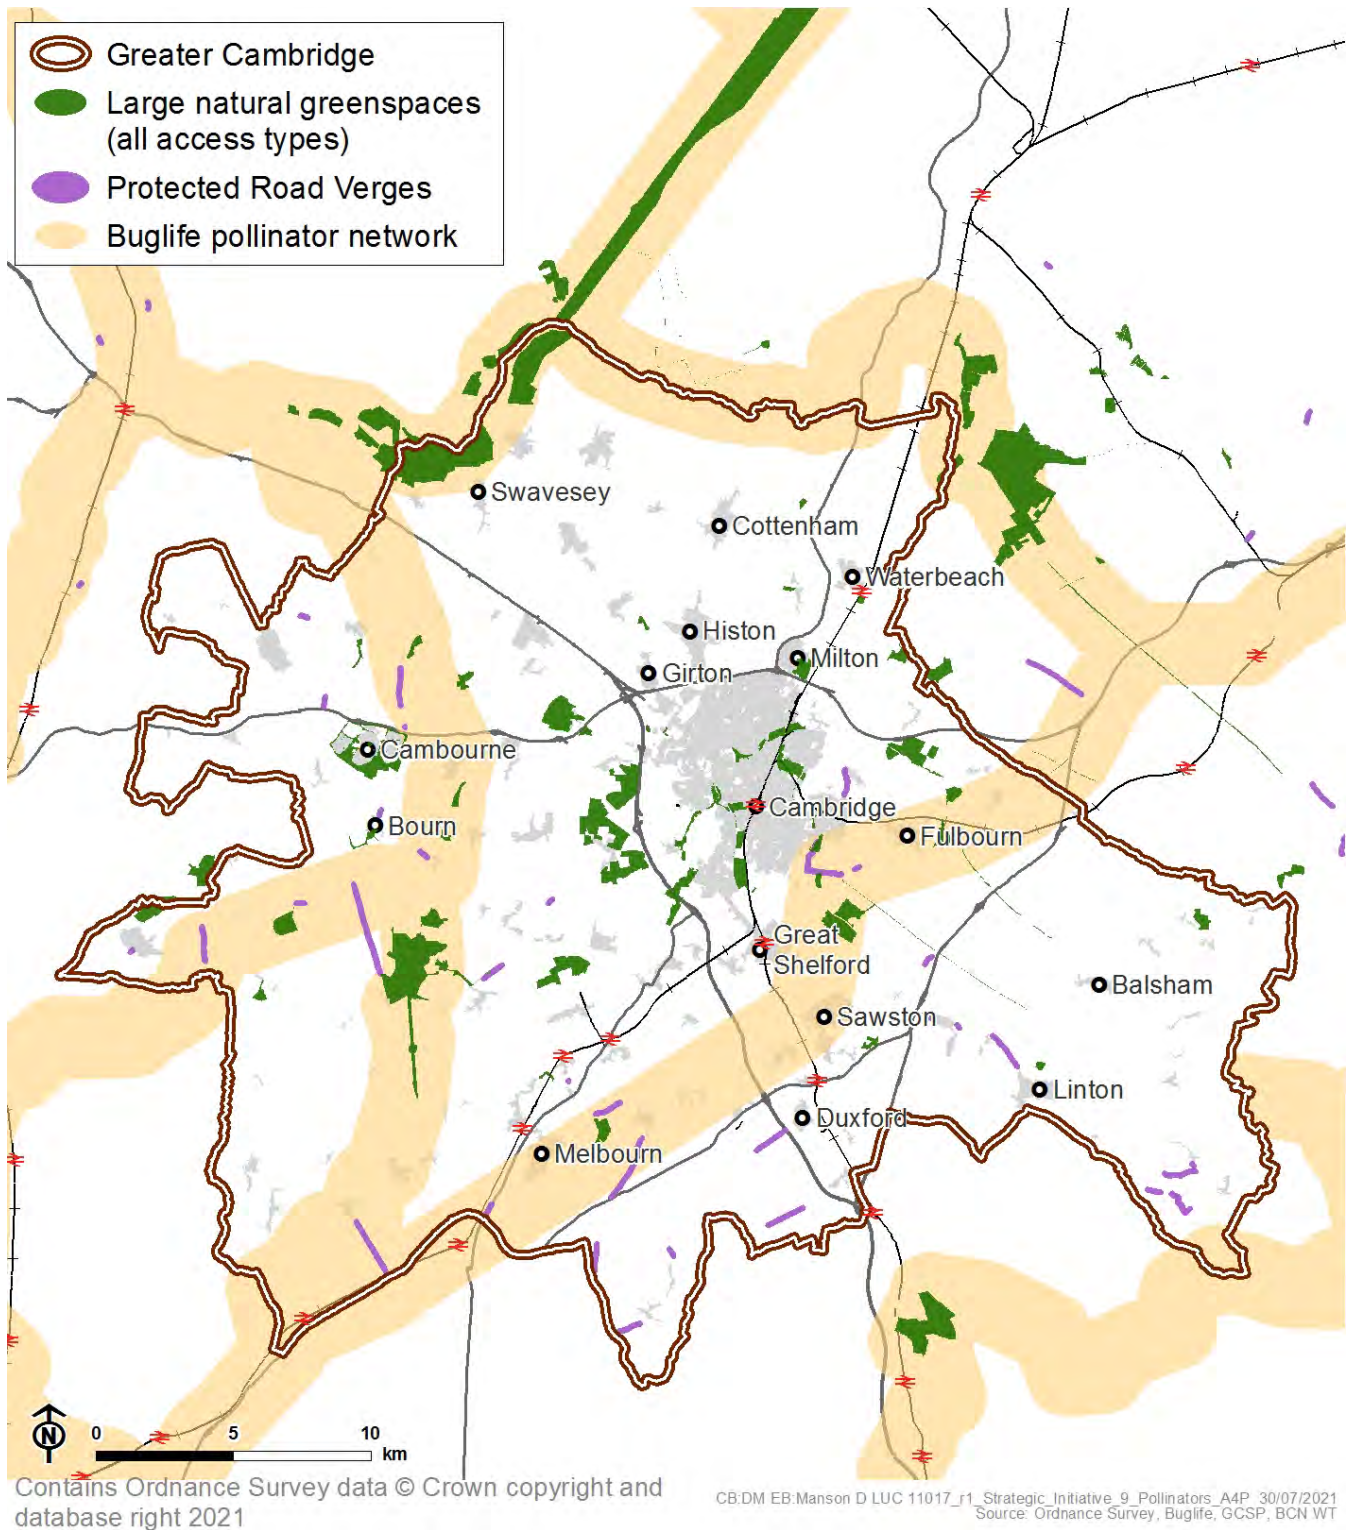 Greater Cambridge
Large natural greenspaces
(all access types)
Protected Road Verges
Buglife pollinator network
Swavesey
Cottenham
Waterbeach
Histon
Milton
Girton
Cambourne
Cambridge
Bourn
Fulbourn
Great
Shelford
Balsham
Sawston
Linton
Duxford
Melbourn
N
0 5 10
km
Contains Ordnance Survey data © Crown copyright and
database right 2021
CB:DM EB:Manson D LUC 11017_r1_Strategic_Initiative_9_Pollinators_A4P 30/07/2021
Source: Ordnance Survey, Buglife, GCSP, BCN WT